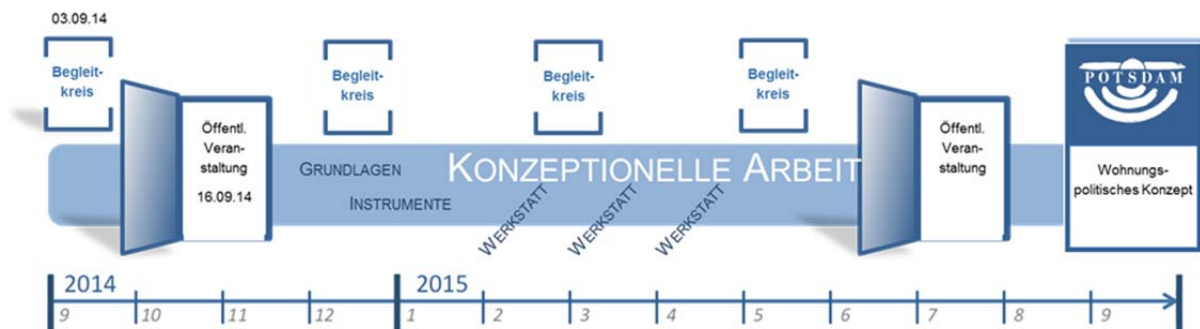 03.09.14
Begleit-
kreis
Begleit-
kreis
Begleit-
kreis
Begleit-
kreis
POTSDAM
Öffentl.
Veran-
staltung
16.09.14
GRUNDLAGEN
INSTRUMENTE
KONZEPTIONELLE ARBEIT
WERKSTATT
WERKSTATT
WERKSTATT
Öffentl.
Veran-
staltung
Wohnungs-
politisches Konzept
2014
2015
9 10 11 12 1 2 3 4 5 6 7 8 9